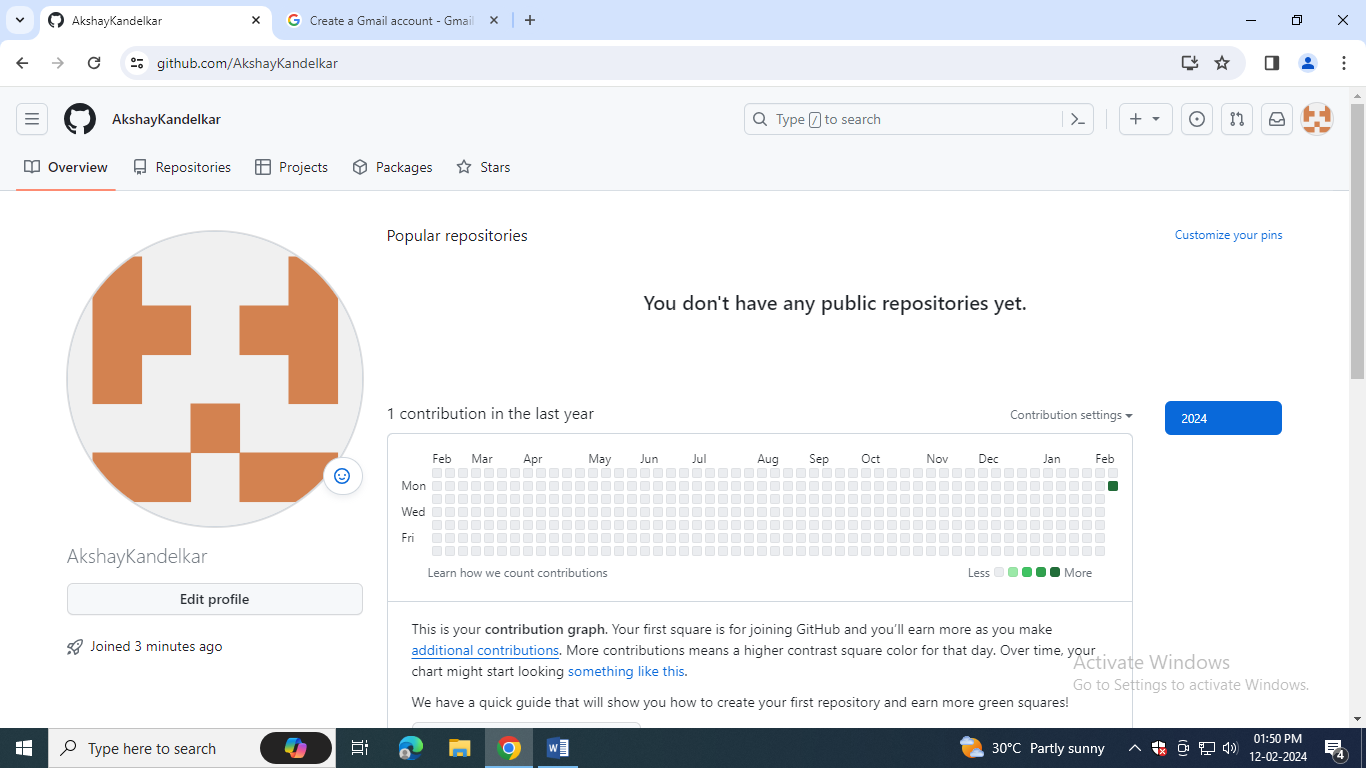 AkshayKandelkar
Create a Gmail account - Gmail
github.com/AkshayKandelkar
AkshayKandelkar
Type / to search
Overview
Repositories
Projects
Packages
Stars
Popular repositories
Customize your pins
You don't have any public repositories yet.
1 contribution in the last year
Contribution settings
2024
Feb Mar Apr May Jun Jul Aug Sep Oct Nov Dec Jan Feb
Mon
Wed
Fri
Learn how we count contributions
Less More
AkshayKandelkar
Edit profile
Joined 3 minutes ago
This is your contribution graph. Your first square is for joining GitHub and you'll earn more as you make
additional contributions. More contributions means a higher contrast square color for that day. Over time, your
chart might start looking something like this.
We have a quick guide that will show you how to create your first repository and earn more green squares!
Activate Windows
Go to Settings to activate Windows.
Type here to search
30°C Partly sunny
01:50 PM
12-02-2024
4